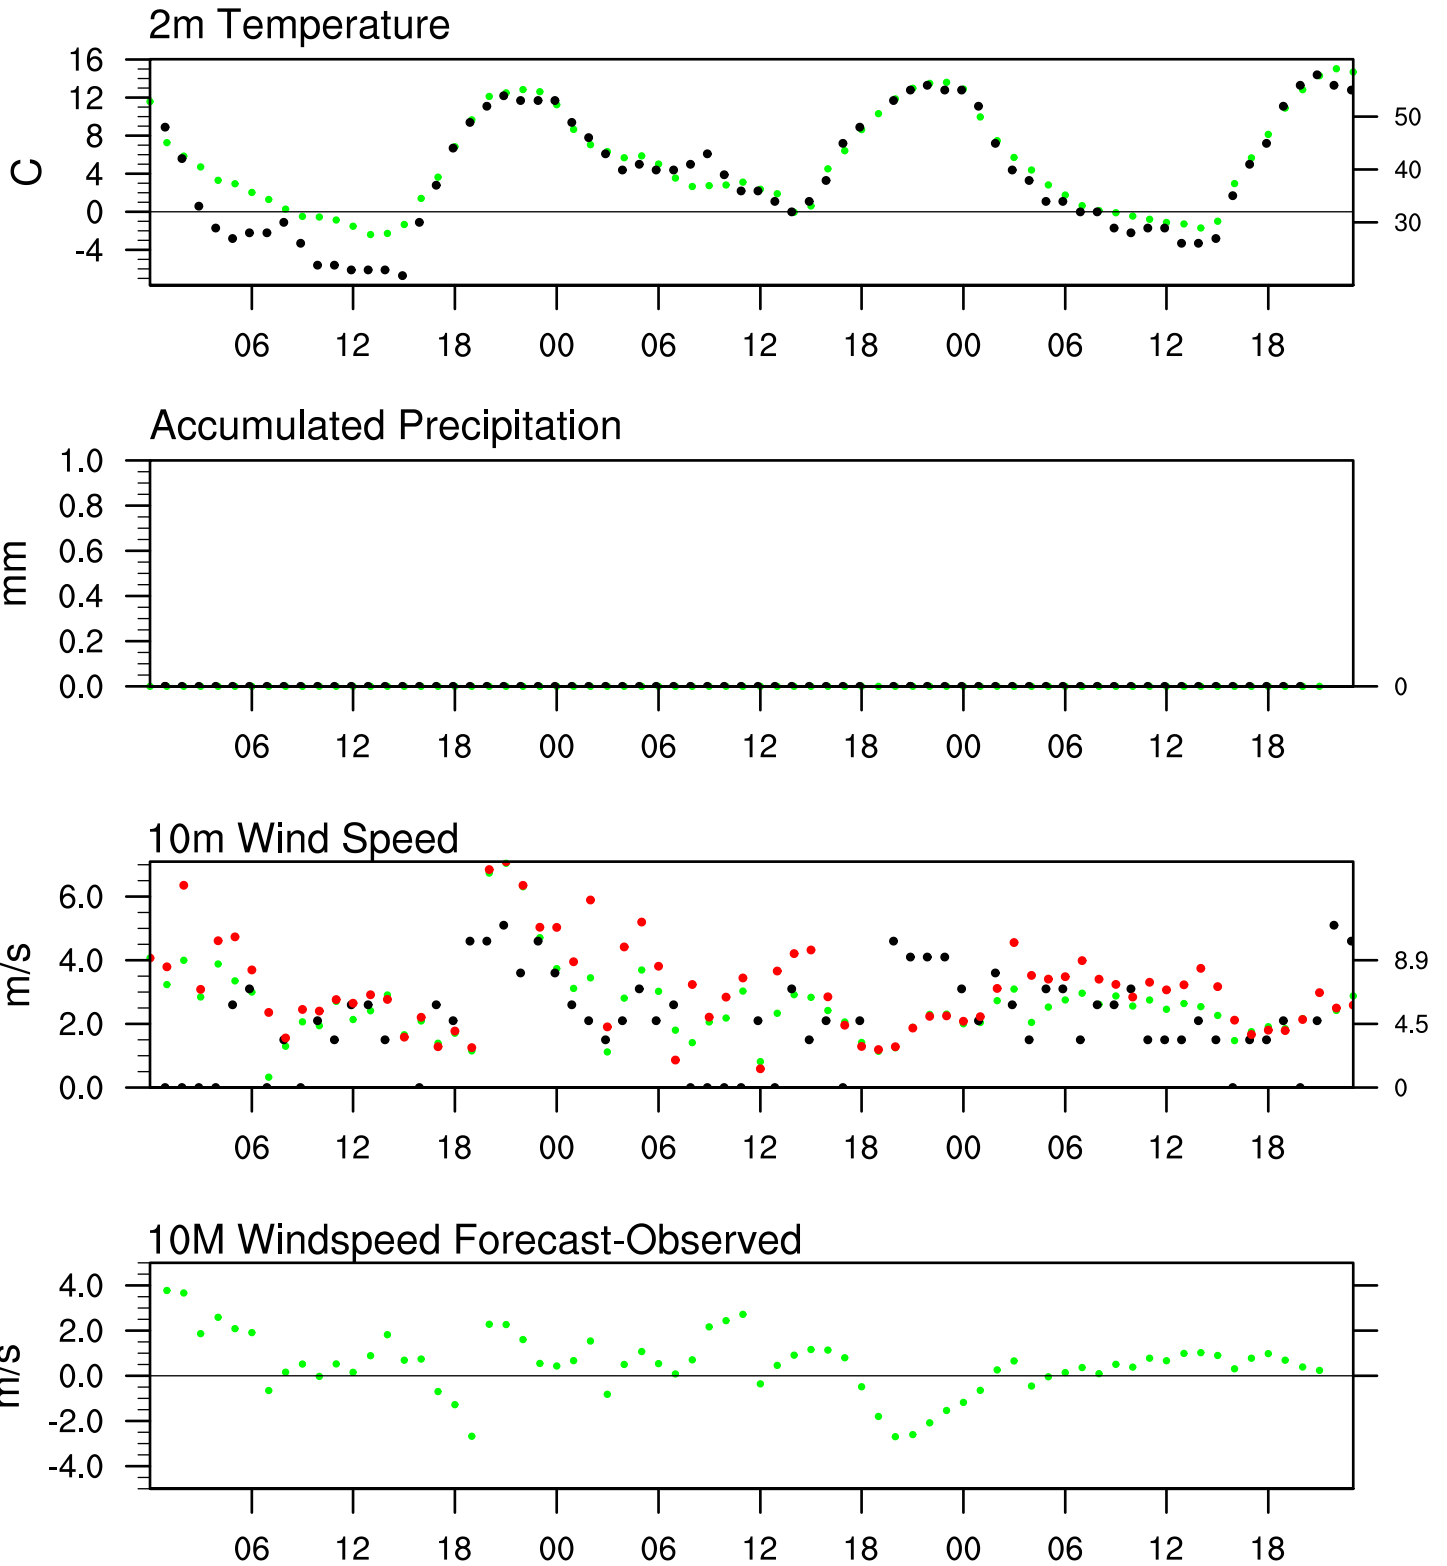 2m Temperature
16
12
8
4
0
-4
C
50
40
30
06 12 18 00 06 12 18 00 06 12 18
Accumulated Precipitation
1.0
0.8
0.6
0.4
0.2
0.0
mm
0
06 12 18 00 06 12 18 00 06 12 18
10m Wind Speed
6.0
4.0
2.0
0.0
m/s
8.9
4.5
0
06 12 18 00 06 12 18 00 06 12 18
10M Windspeed Forecast-Observed
4.0
2.0
0.0
-2.0
-4.0
m/s
06 12 18 00 06 12 18 00 06 12 18